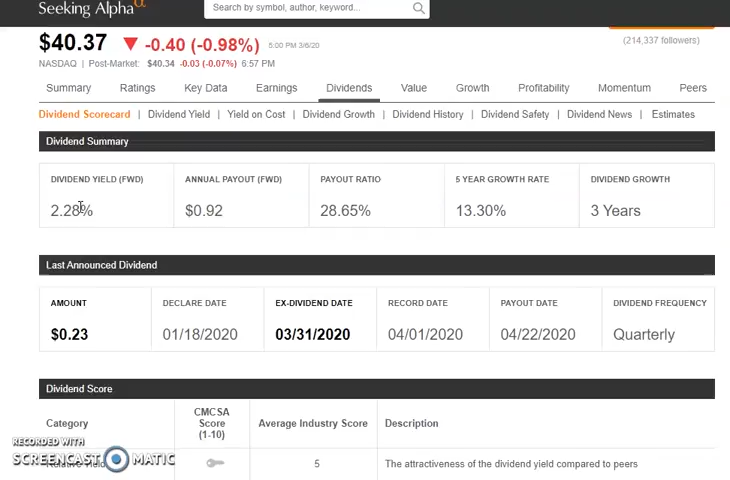 Seeking Alpha α
Search by symbol, author, keyword...
$40.37 ▼ -0.40 (-0.98%) 5:00 PM 3/6/20
(214,337 followers)
NASDAQ | Post-Market: $40.34 -0.03 (-0.07%) 6:57 PM
Summary Ratings Key Data Earnings Dividends Value Growth Profitability Momentum Peers
Dividend Scorecard | Dividend Yield | Yield on Cost | Dividend Growth | Dividend History | Dividend Safety | Dividend News | Estimates
Dividend Summary
DIVIDEND YIELD (FWD) ANNUAL PAYOUT (FWD) PAYOUT RATIO 5 YEAR GROWTH RATE DIVIDEND GROWTH
2.28% $0.92 28.65% 13.30% 3 Years
Last Announced Dividend
AMOUNT DECLARE DATE EX-DIVIDEND DATE RECORD DATE PAYOUT DATE DIVIDEND FREQUENCY
$0.23 01/18/2020 03/31/2020 04/01/2020 04/22/2020 Quarterly
Dividend Score
Category CMCSA Score (1-10) Average Industry Score Description
RECORDED WITH
SCREENCAST MATIC
Relative Yield 5 The attractiveness of the dividend yield compared to peers